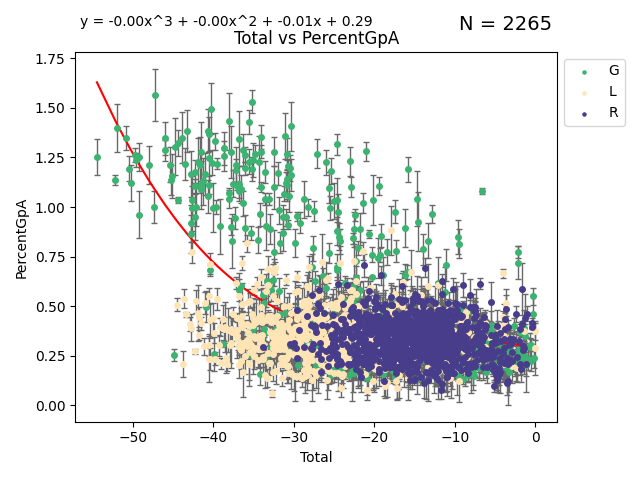 y = -0.00x^3 + -0.00x^2 + -0.01x + 0.29
N = 2265
Total vs PercentGpA
G
L
R
PercentGpA
1.75
1.50
1.25
1.00
0.75
0.50
0.25
0.00
−50
−40
−30
−20
−10
0
Total